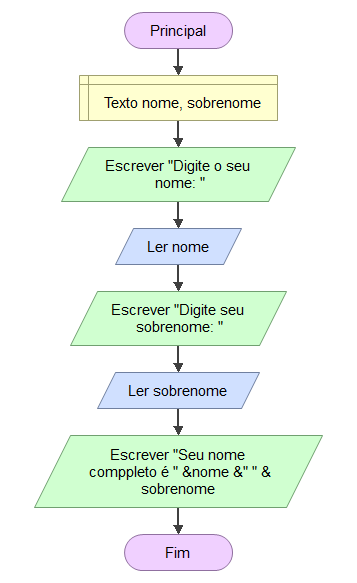 Principal
Texto nome, sobrenome
Escrever "Digite o seu
nome: "
Ler nome
Escrever "Digite seu
sobrenome: "
Ler sobrenome
Escrever "Seu nome
comppleto é " &nome &" " &
sobrenome
Fim